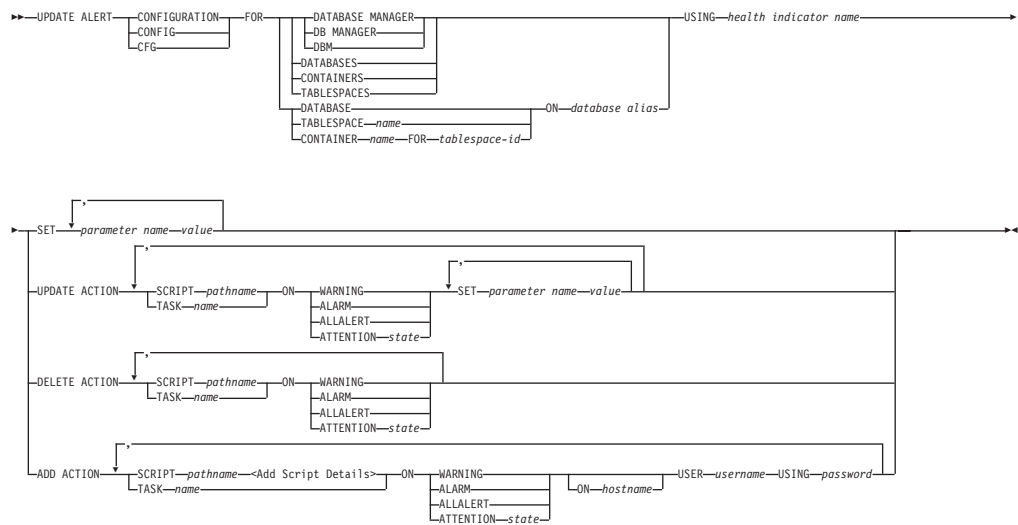 UPDATE ALERT CONFIGURATION FOR DATABASE MANAGER USING health indicator name
CONFIG DB MANAGER
CFG DBM
DATABASES
CONTAINERS
TABLESPACES
DATABASE ON database alias
TABLESPACE name
CONTAINER name FOR tablespace-id
,
SET parameter name value
,
,
UPDATE ACTION SCRIPT pathname ON WARNING SET parameter name value
TASK name ALARM
ALLALERT
ATTENTION state
,
DELETE ACTION SCRIPT pathname ON WARNING
TASK name ALARM
ALLALERT
ATTENTION state
,
ADD ACTION SCRIPT pathname <Add Script Details> ON WARNING USER username USING password
TASK name ALARM ON hostname
ALLALERT
ATTENTION state